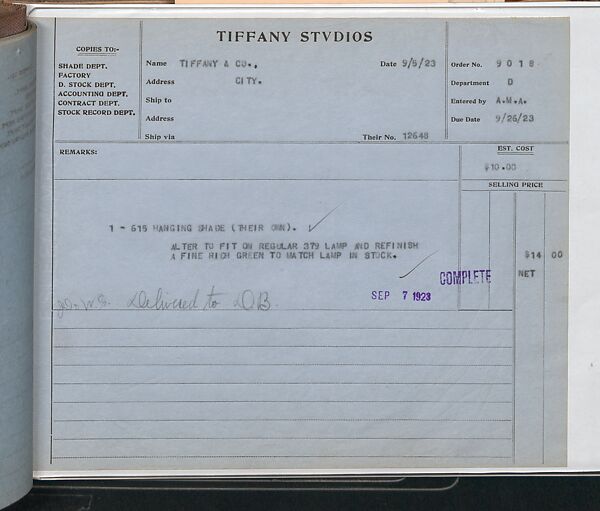 TIFFANY STVDIOS
COPIES TO:-
SHADE DEPT.
FACTORY
D. STOCK DEPT.
ACCOUNTING DEPT.
CONTRACT DEPT.
STOCK RECORD DEPT.
Name TIFFANY & CO., Date 9/5/23
Address CITY.
Ship to
Address
Ship via Their No. 12648
Order No. 9018
Department D
Entered by A.M.A.
Due Date 9/26/23
REMARKS:
EST. COST
$10.00
SELLING PRICE
1 - 615 HANGING SHADE (THEIR OWN).
ALTER TO FIT ON REGULAR 379 LAMP AND REFINISH
A FINE RICH GREEN TO MATCH LAMP IN STOCK.
$14 00
NET
COMPLETE
SEP 7 1923
Delivered to D.B.